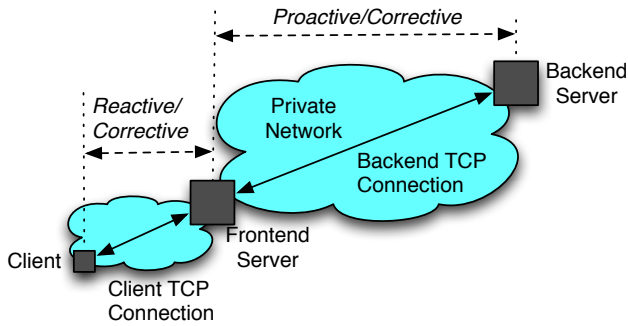 Proactive/Corrective
Backend
Server
Reactive/
Corrective
Private
Network
Backend TCP
Connection
Frontend
Server
Client
Client TCP
Connection